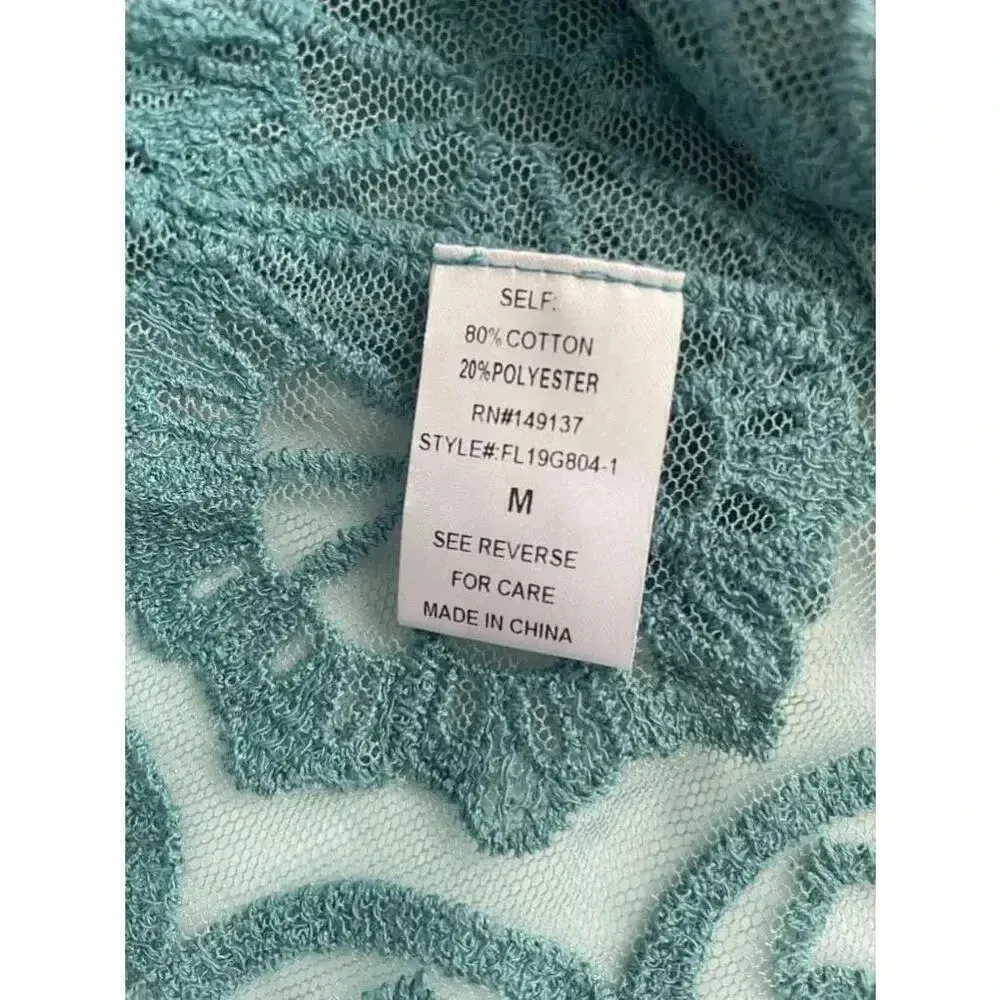 SELF:
80% COTTON
20%POLYESTER
RN#149137
STYLE#:FL19G804-1
M
SEE REVERSE
FOR CARE
MADE IN CHINA